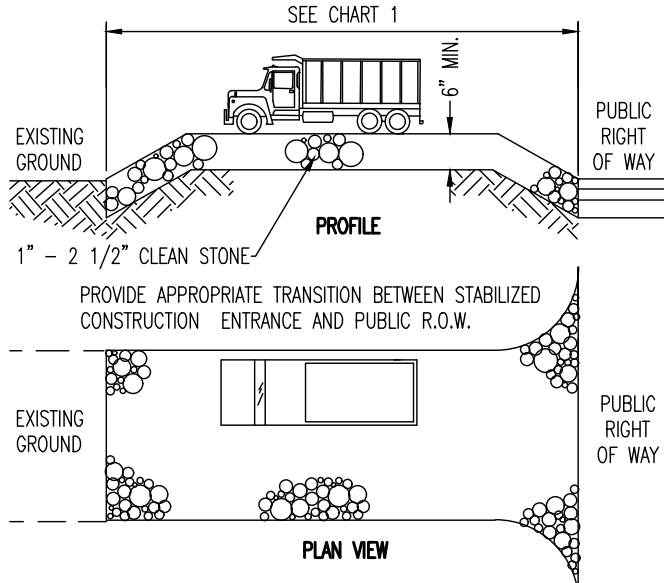 SEE CHART 1
6" MIN.
EXISTING
GROUND
PUBLIC
RIGHT
OF WAY
PROFILE
1" – 2 1/2" CLEAN STONE
PROVIDE APPROPRIATE TRANSITION BETWEEN STABILIZED
CONSTRUCTION ENTRANCE AND PUBLIC R.O.W.
EXISTING
GROUND
PUBLIC
RIGHT
OF WAY
PLAN VIEW